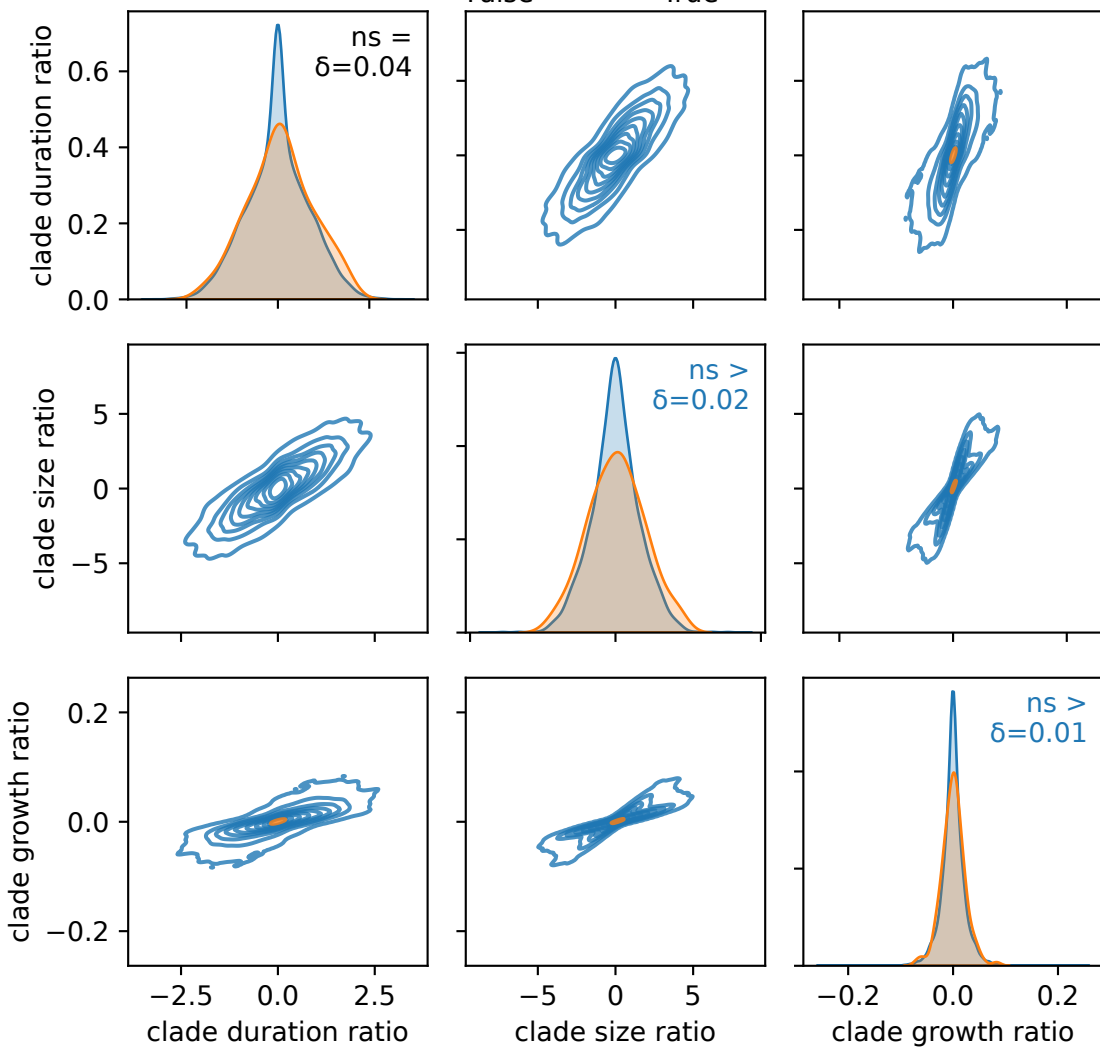 clade duration ratio
0.6
0.4
0.2
0.0
ns =
δ=0.04
clade size ratio
5
0
−5
ns >
δ=0.02
clade growth ratio
0.2
0.0
−0.2
ns >
δ=0.01
−2.5 0.0 2.5
−5 0 5
−0.2 0.0 0.2
clade duration ratio
clade size ratio
clade growth ratio